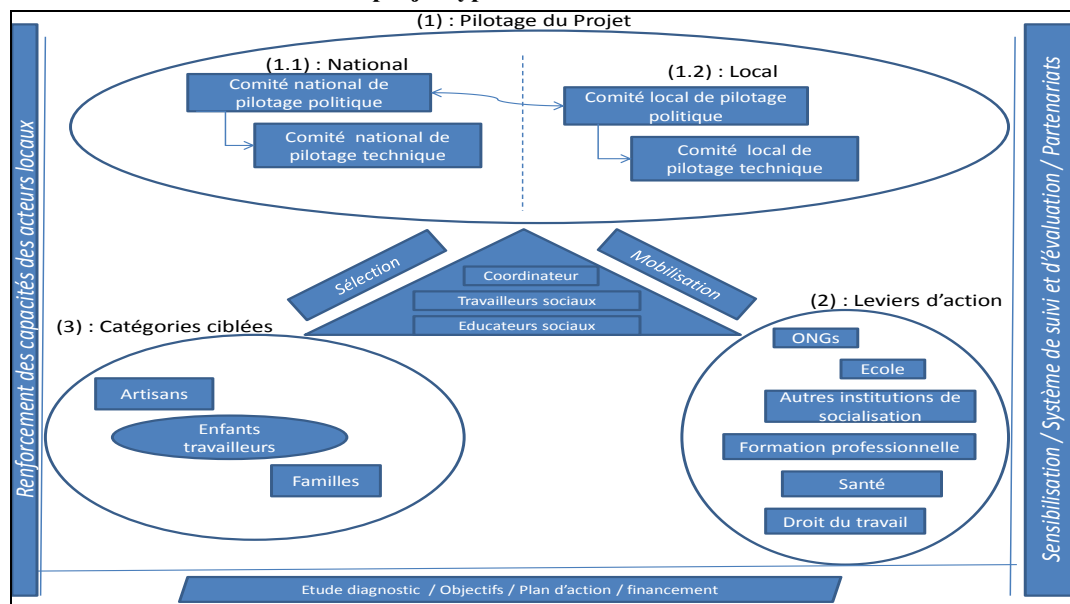 (1) : Pilotage du Projet
(1.1) : National
(1.2) : Local
Comité national de
pilotage politique
Comité local de pilotage
politique
Comité national de
pilotage technique
Comité local de
pilotage technique
Renforcement des capacités des acteurs locaux
Sensibilisation / Système de suivi et d'évaluation / Partenariats
Sélection
Mobilisation
Coordinateur
Travailleurs sociaux
Educateurs sociaux
(3) : Catégories ciblées
Artisans
Enfants
travailleurs
Familles
(2) : Leviers d'action
ONGs
Ecole
Autres institutions de
socialisation
Formation professionnelle
Santé
Droit du travail
Etude diagnostic / Objectifs / Plan d'action / financement